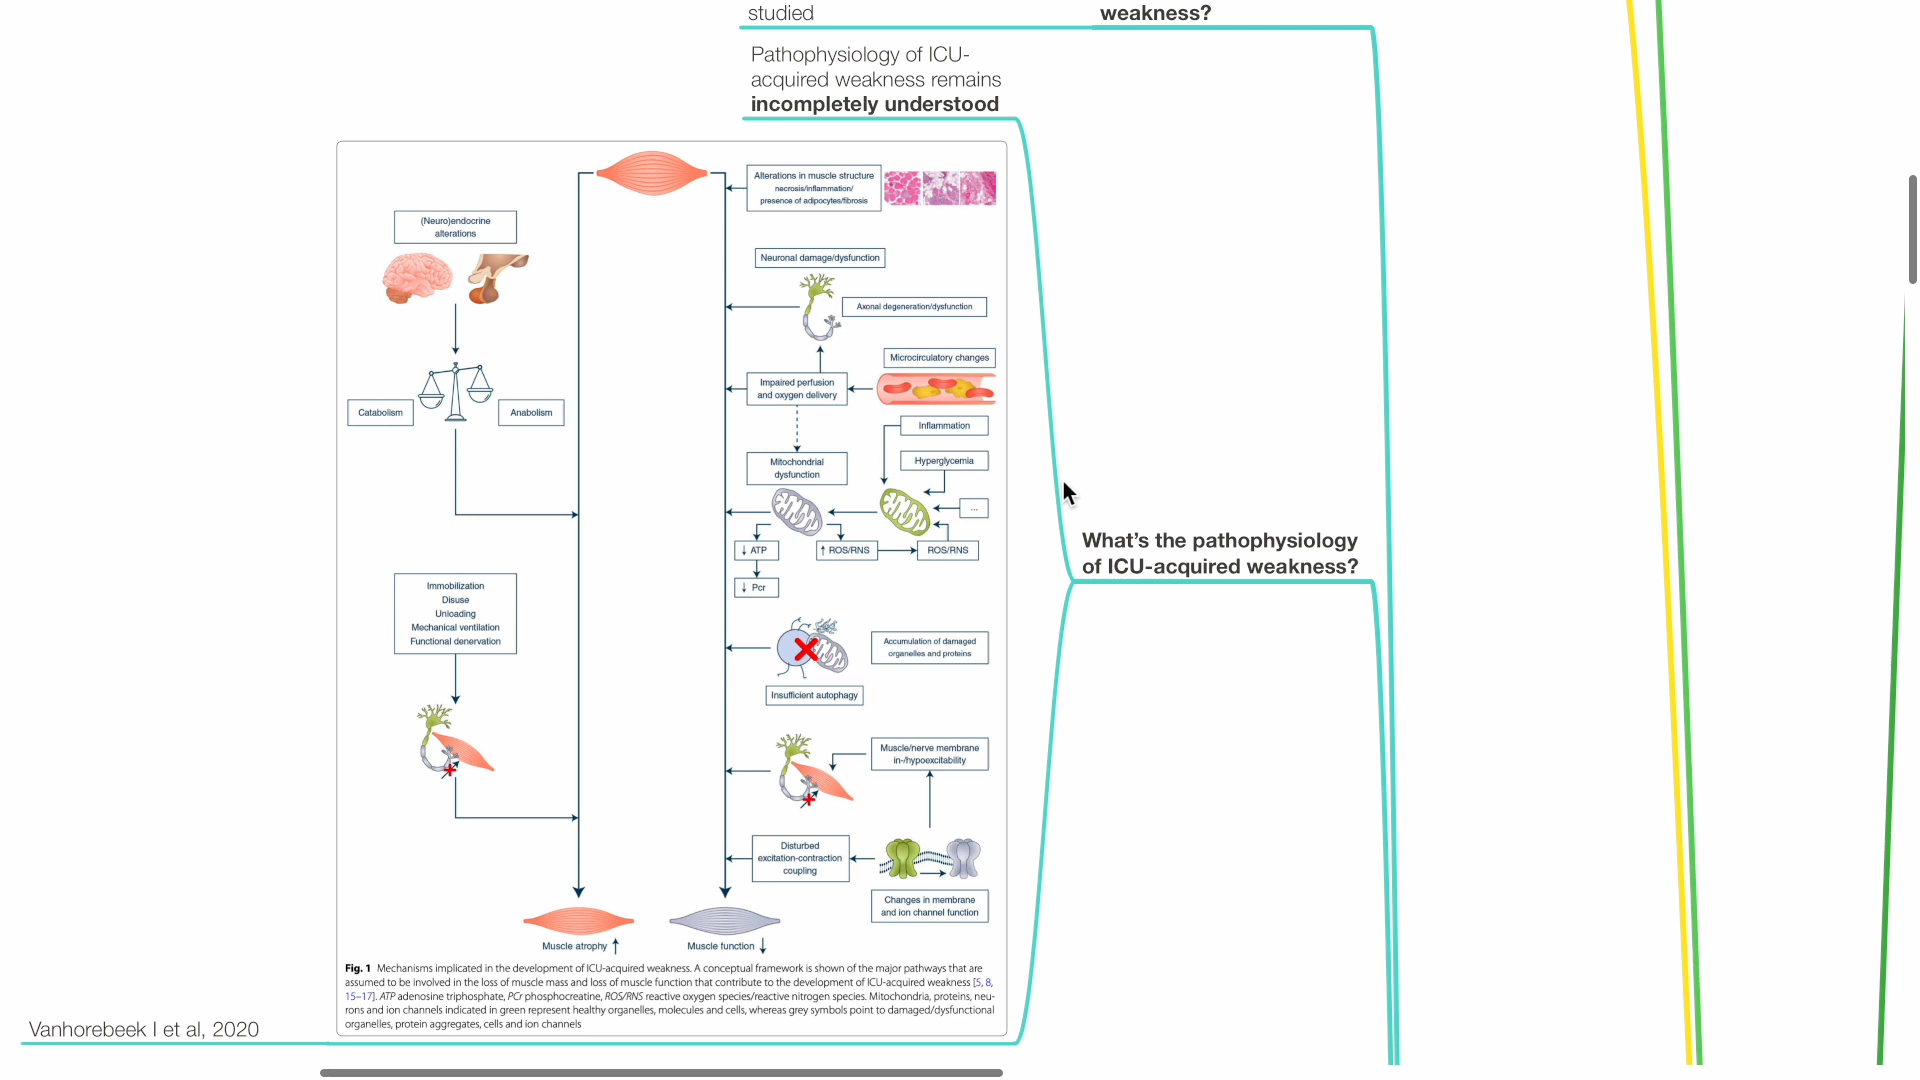 studied
weakness?
Pathophysiology of ICU-
acquired weakness remains
incompletely understood
Alterations in muscle structure
necrosis/inflammation/
presence of adipocytes/fibrosis
(Neuro)endocrine
alterations
Neuronal damage/dysfunction
Axonal degeneration/dysfunction
Microcirculatory changes
Impaired perfusion
and oxygen delivery
Catabolism
Anabolism
Inflammation
Hyperglycemia
Mitochondrial
dysfunction
...
↓ ATP
↑ ROS/RNS
ROS/RNS
↓ Pcr
What’s the pathophysiology
of ICU-acquired weakness?
Immobilization
Disuse
Unloading
Mechanical ventilation
Functional denervation
Accumulation of damaged
organelles and proteins
Insufficient autophagy
Muscle/nerve membrane
in-/hypoexcitability
Disturbed
excitation-contraction
coupling
Changes in membrane
and ion channel function
Muscle atrophy ↑
Muscle function ↓
Fig. 1 Mechanisms implicated in the development of ICU-acquired weakness. A conceptual framework is shown of the major pathways that are
assumed to be involved in the loss of muscle mass and loss of muscle function that contribute to the development of ICU-acquired weakness [5, 8,
15–17]. ATP adenosine triphosphate, PCr phosphocreatine, ROS/RNS reactive oxygen species/reactive nitrogen species. Mitochondria, proteins, neu-
rons and ion channels indicated in green represent healthy organelles, molecules and cells, whereas grey symbols point to damaged/dysfunctional
organelles, protein aggregates, cells and ion channels
Vanhorebeek I et al, 2020